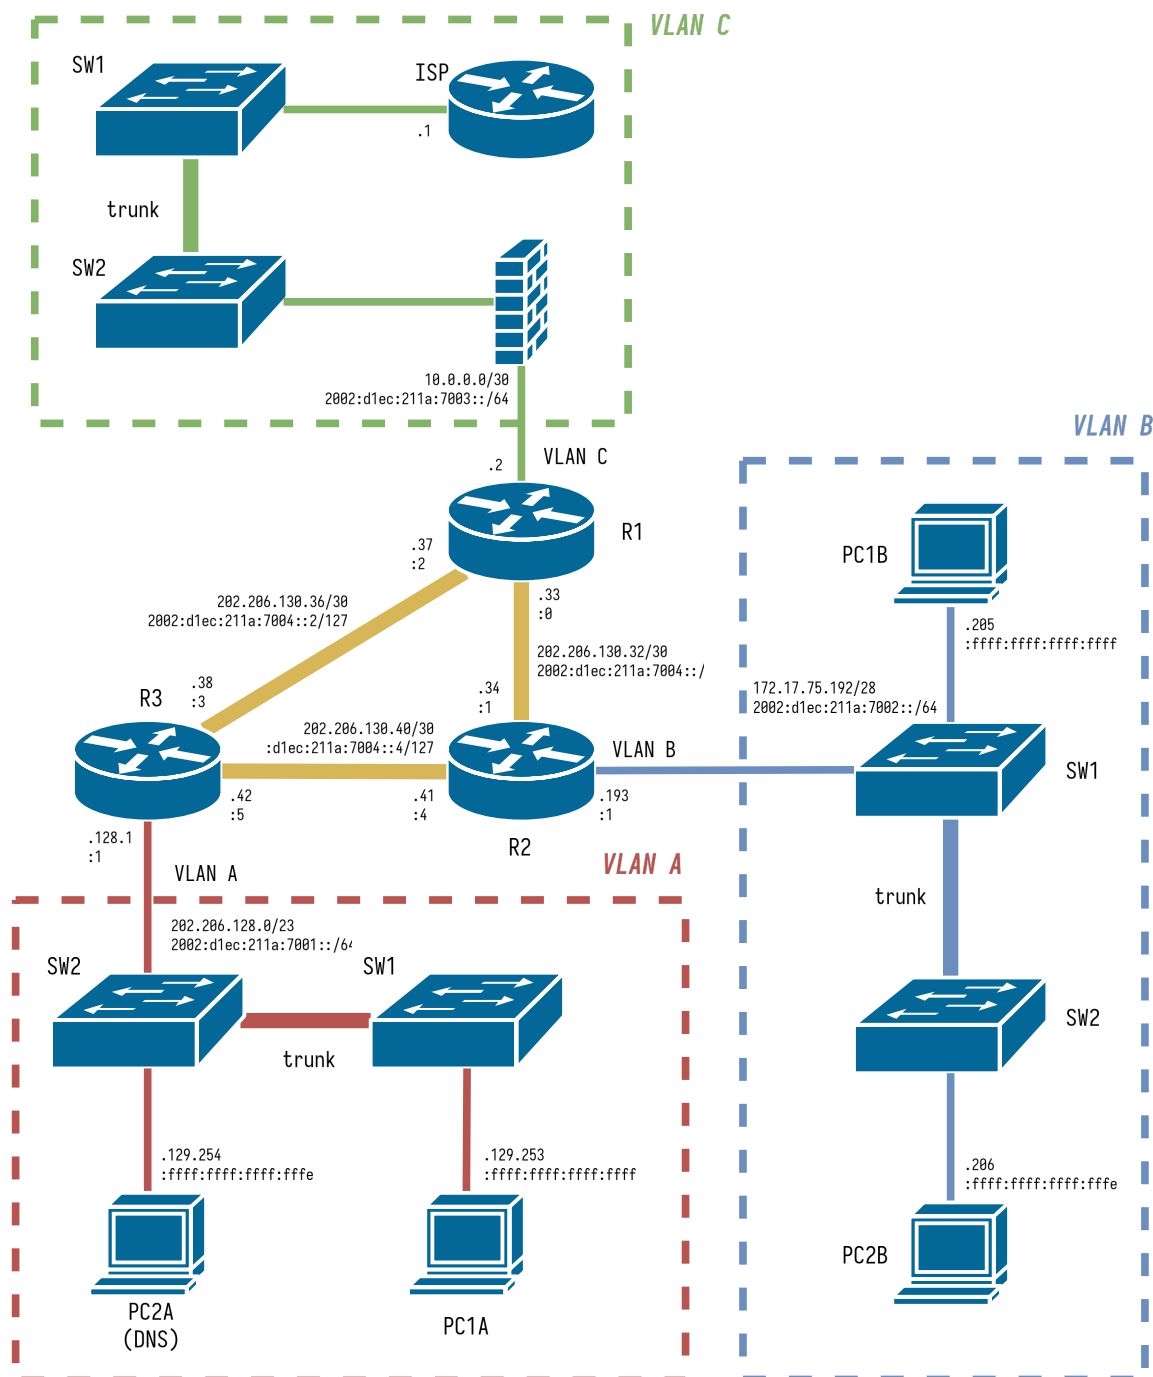 VLAN C
SW1
ISP
.1
trunk
SW2
10.0.0.0/30
2002:d1ec:211a:7003::/64
.2
VLAN C
R1
.37
:2
.33
:0
202.206.130.36/30
2002:d1ec:211a:7004::2/127
202.206.130.32/30
2002:d1ec:211a:7004::/
R3
.38
:3
.34
:1
202.206.130.40/30
:d1ec:211a:7004::4/127
.42
:5
.41
:4
R2
VLAN B
.193
:1
.128.1
:1
VLAN A
VLAN B
PC1B
.205
:ffff:ffff:ffff:ffff
172.17.75.192/28
2002:d1ec:211a:7002::/64
SW1
trunk
SW2
.206
:ffff:ffff:ffff:fffe
PC2B
VLAN A
202.206.128.0/23
2002:d1ec:211a:7001::/64
SW2
SW1
trunk
.129.254
:ffff:ffff:ffff:fffe
.129.253
:ffff:ffff:ffff:ffff
PC2A
(DNS)
PC1A